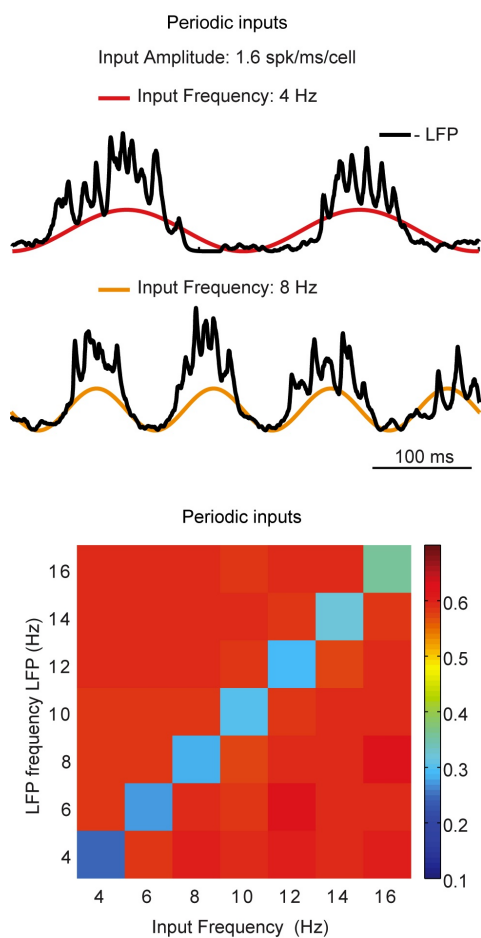 Periodic inputs
Input Amplitude: 1.6 spk/ms/cell
Input Frequency: 4 Hz
- LFP
Input Frequency: 8 Hz
100 ms
Periodic inputs
LFP frequency LFP (Hz)
16
14
12
10
8
6
4
4 6 8 10 12 14 16
Input Frequency (Hz)
0.6
0.5
0.4
0.3
0.2
0.1